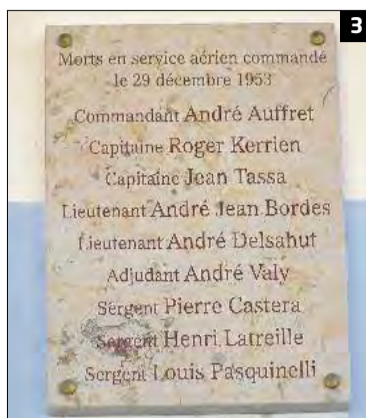 3
Morts en service aérien commandé
le 29 décembre 1953
Commandant André Auffret
Capitaine Roger Kerrien
Capitaine Jean Tassa
Lieutenant André Jean Bordes
Lieutenant André Delsahut
Adjudant André Valy
Sergent Pierre Castera
Sergent Henri Latreille
Sergent Louis Pasquinelli